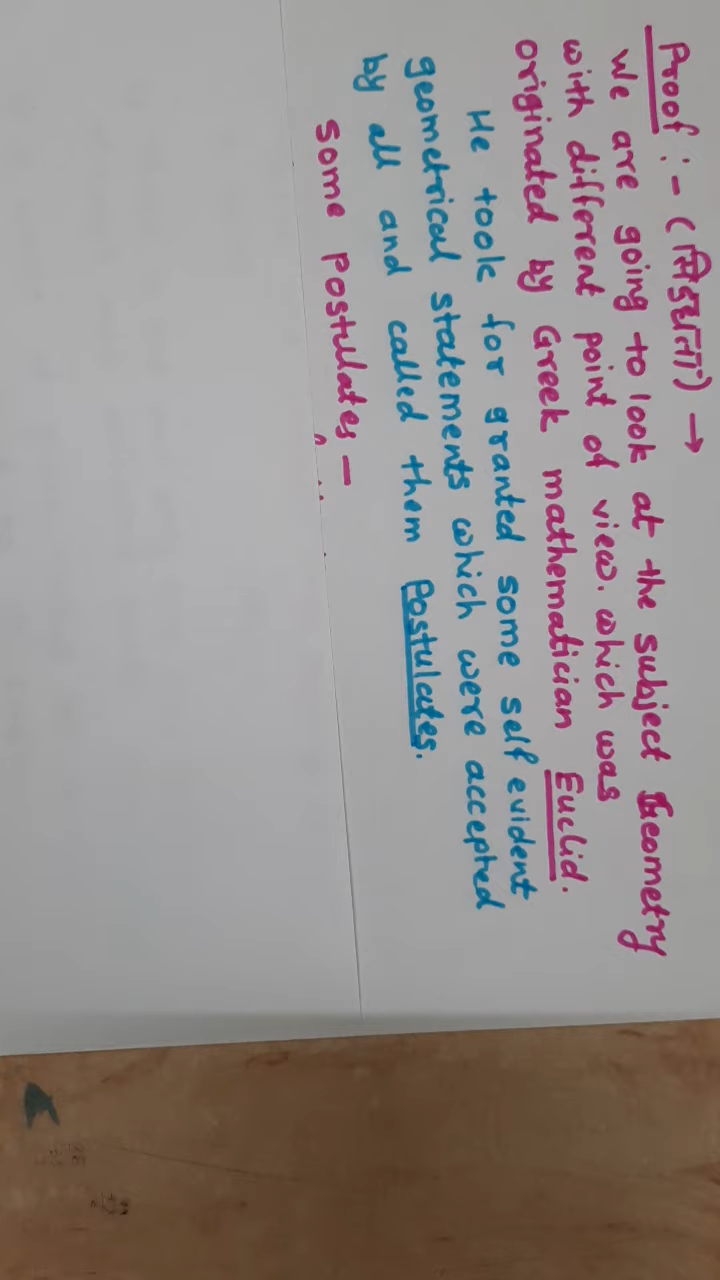 Proof :- (सिद्धता) →
We are going to look at the subject Geometry
with different point of view. which was
originated by Greek mathematician Euclid.
He took for granted some self evident
geometrical statements which were accepted
by all and called them Postulates.
some postulates -